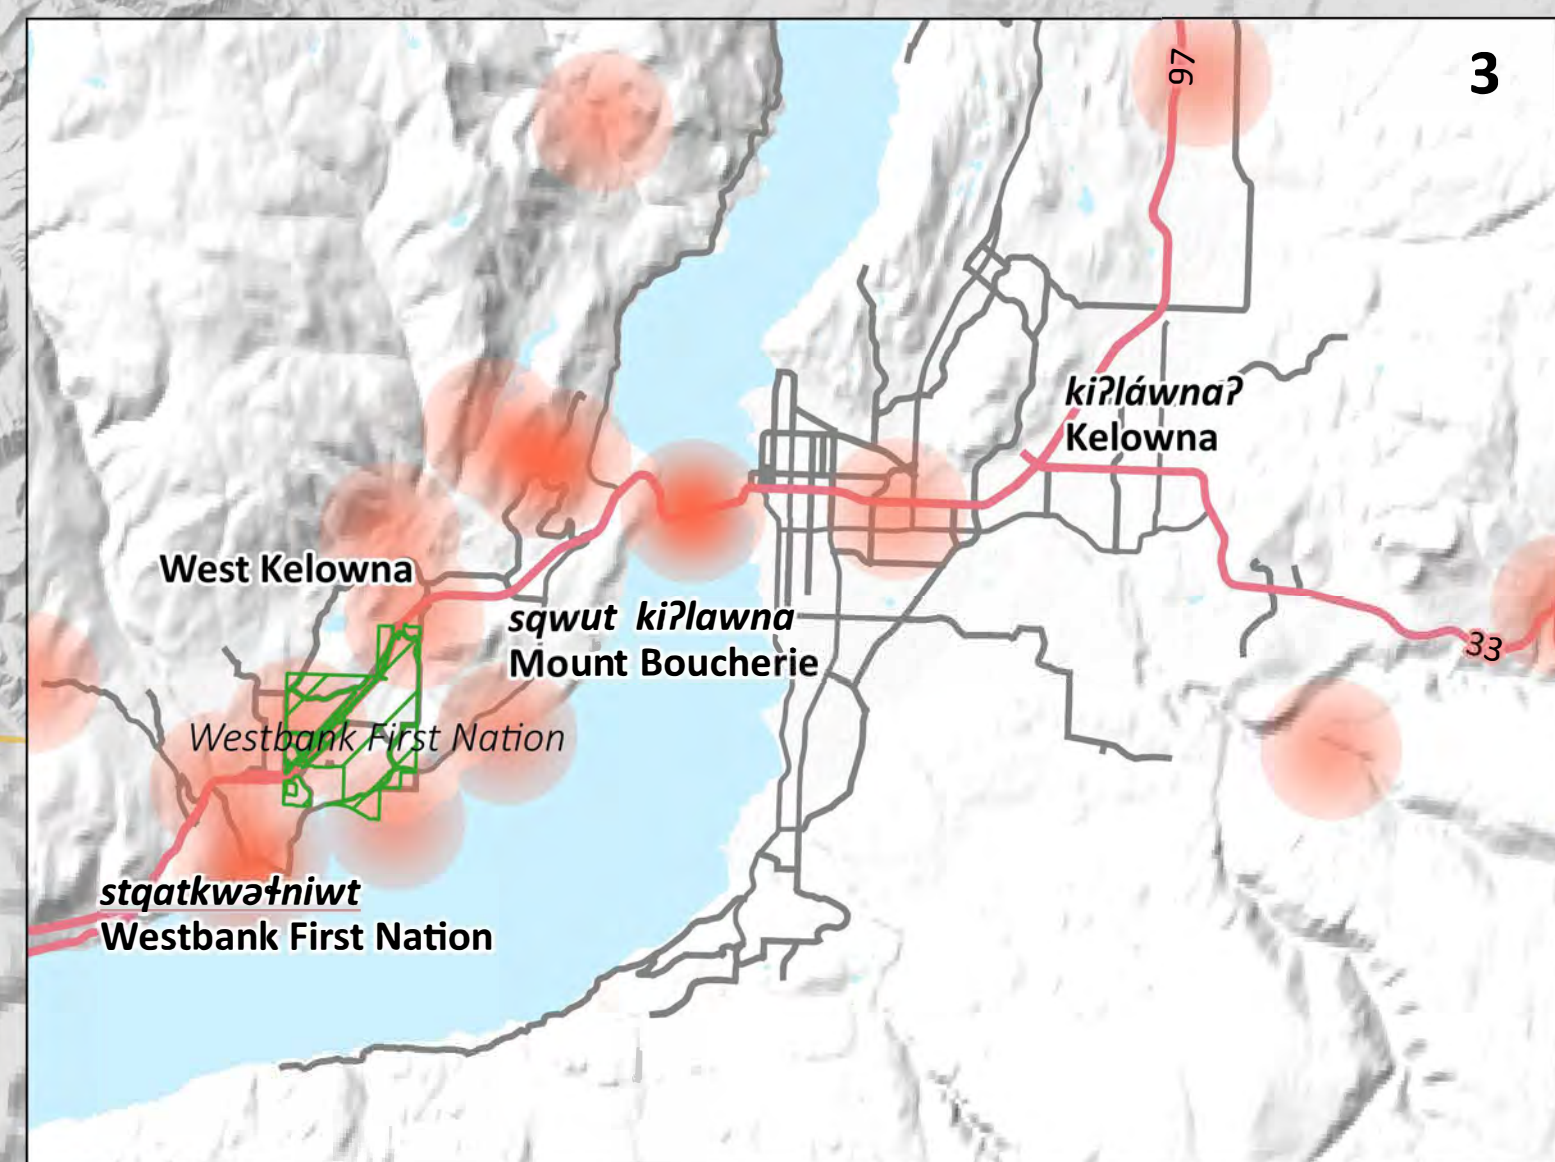 3
97
kiʔláwnaʔ
Kelowna
West Kelowna
sqwut kiʔlawna
Mount Boucherie
33
Westbank First Nation
stqatkwəɬniwt
Westbank First Nation